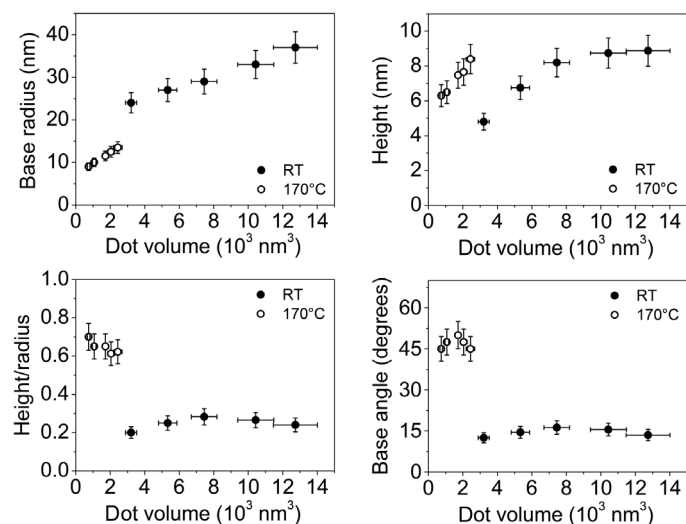 Base radius (nm)
50
40
30
20
10
0
RT
170°C
0 2 4 6 8 10 12 14
Dot volume (10³ nm³)
Height (nm)
10
8
6
4
2
0
RT
170°C
0 2 4 6 8 10 12 14
Dot volume (10³ nm³)
Height/radius
1.0
0.8
0.6
0.4
0.2
0.0
RT
170°C
0 2 4 6 8 10 12 14
Dot volume (10³ nm³)
Base angle (degrees)
60
45
30
15
0
RT
170°C
0 2 4 6 8 10 12 14
Dot volume (10³ nm³)